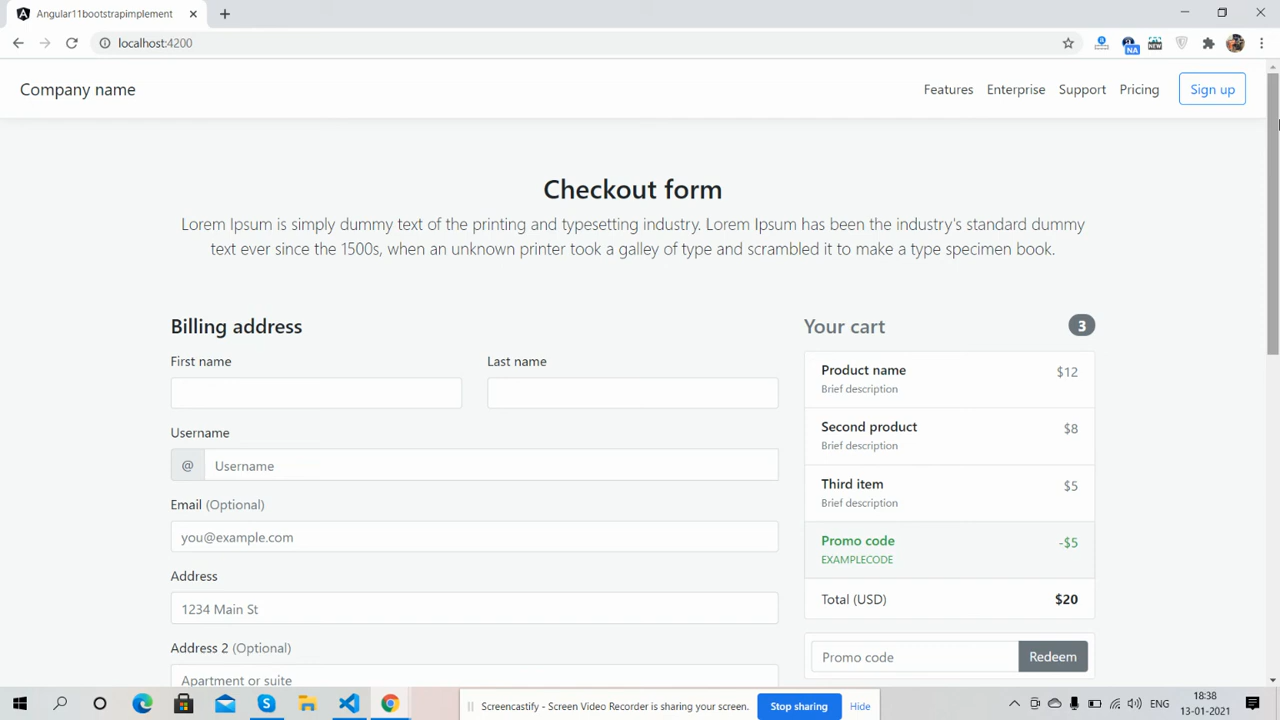 Angular11bootstrapimplement
localhost:4200
NEW
NA
Company name
Features
Enterprise
Support
Pricing
Sign up
Checkout form
Lorem Ipsum is simply dummy text of the printing and typesetting industry. Lorem Ipsum has been the industry's standard dummy
text ever since the 1500s, when an unknown printer took a galley of type and scrambled it to make a type specimen book.
Billing address
First name
Last name
Username
@
Username
Email (Optional)
you@example.com
Address
1234 Main St
Address 2 (Optional)
Apartment or suite
Your cart
3
Product name
$12
Brief description
Second product
$8
Brief description
Third item
$5
Brief description
Promo code
-$5
EXAMPLECODE
Total (USD)
$20
Promo code
Redeem
Screencastify - Screen Video Recorder is sharing your screen.
Stop sharing
Hide
ENG
18:38
13-01-2021